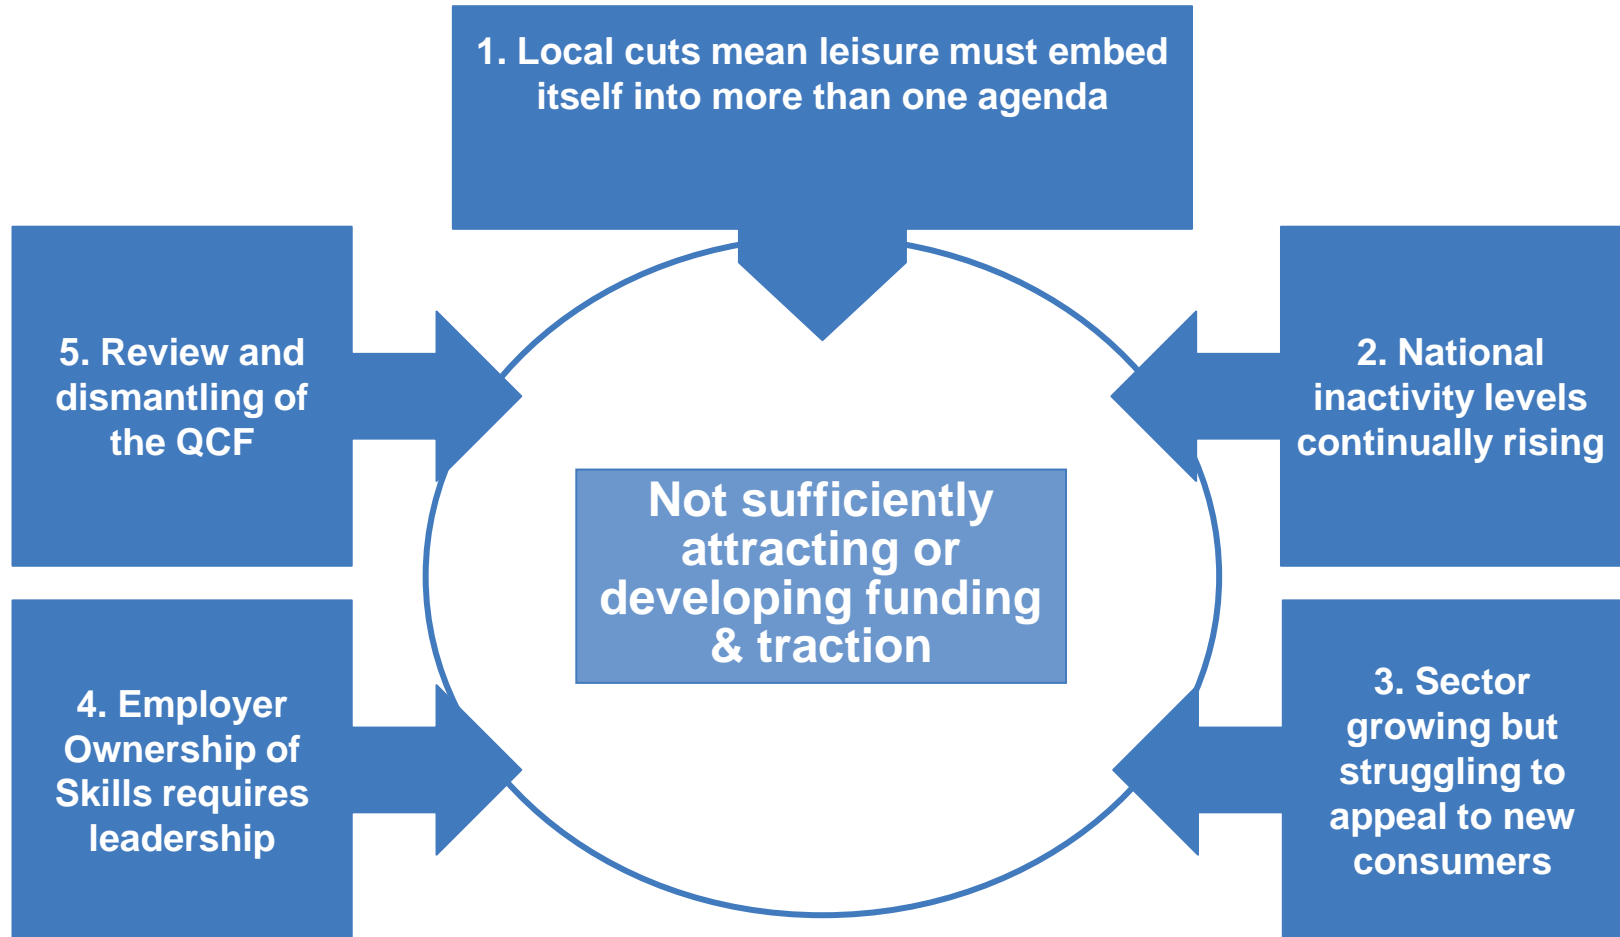 1. Local cuts mean leisure must embed
itself into more than one agenda
2. National
inactivity levels
continually rising
3. Sector
growing but
struggling to
appeal to new
consumers
4. Employer
Ownership of
Skills requires
leadership
5. Review and
dismantling of
the QCF
Not sufficiently
attracting or
developing funding
& traction